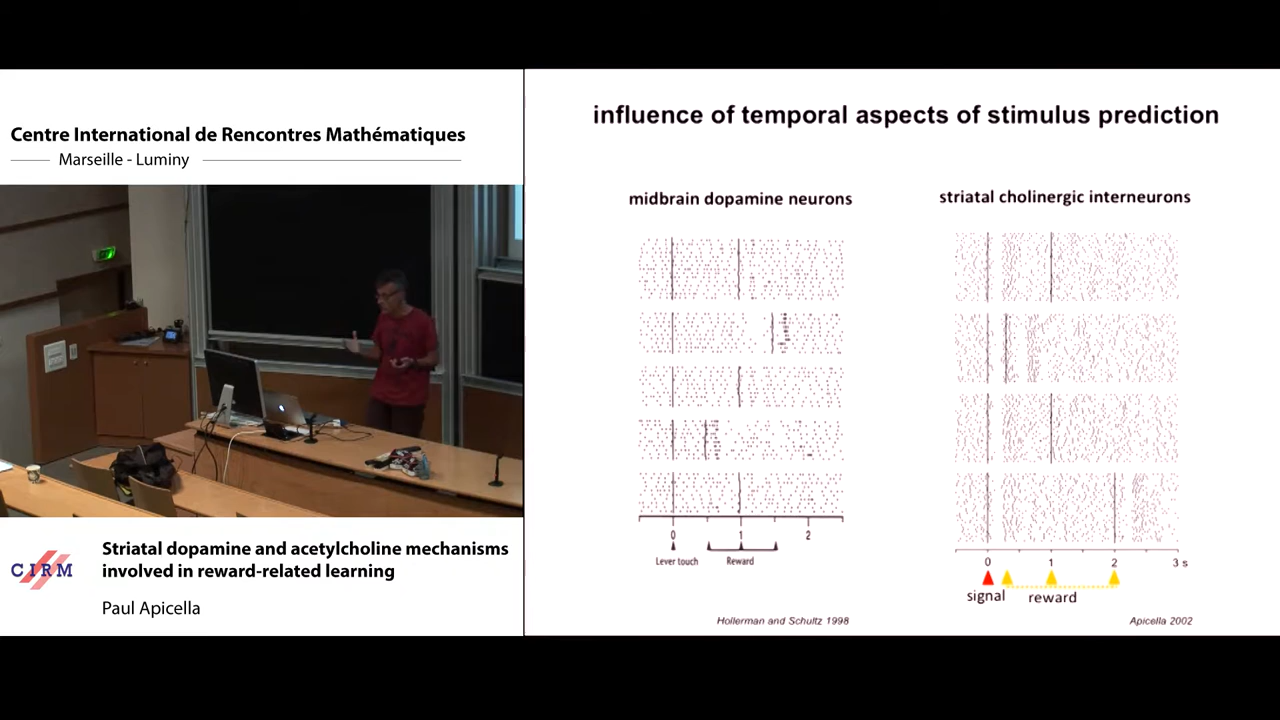 Centre International de Rencontres Mathématiques
Marseille - Luminy
CIRM
Striatal dopamine and acetylcholine mechanisms
involved in reward-related learning
Paul Apicella
influence of temporal aspects of stimulus prediction
midbrain dopamine neurons
0 1 2
Lever touch Reward
Hollerman and Schultz 1998
striatal cholinergic interneurons
0 1 2 3 s
signal reward
Apicella 2002